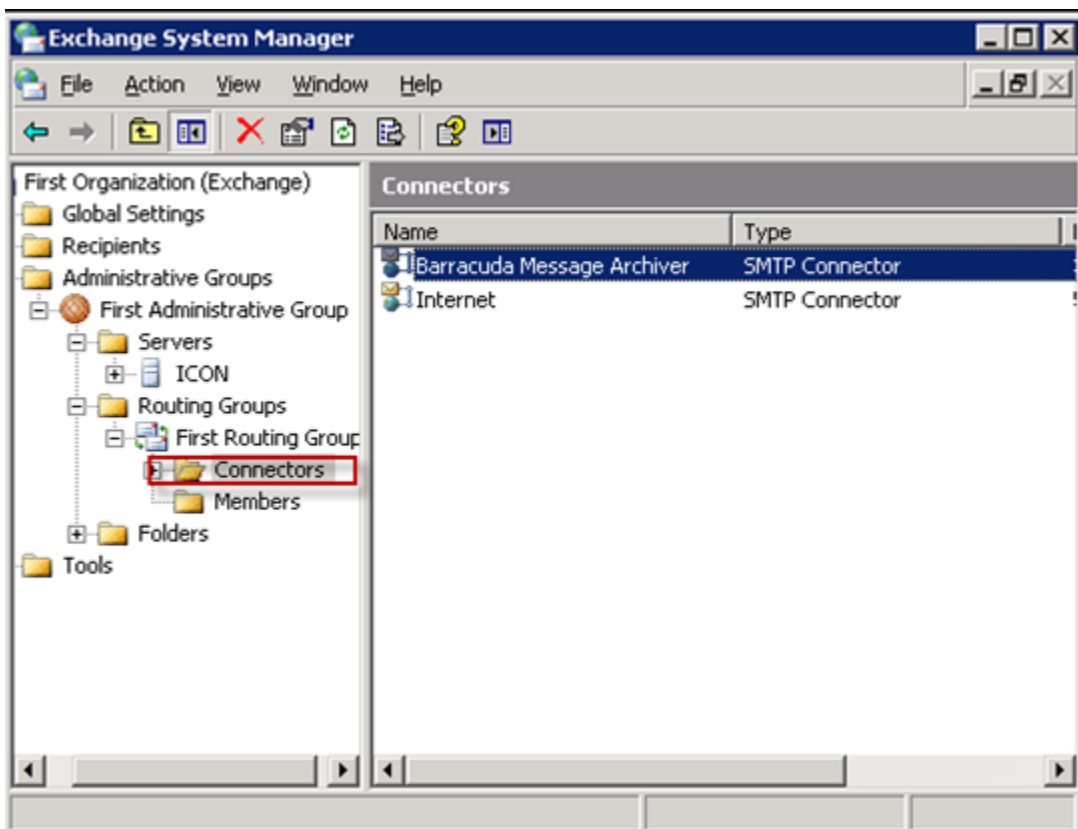 Exchange System Manager
File Action View Window Help
First Organization (Exchange)
Global Settings
Recipients
Administrative Groups
First Administrative Group
Servers
ICON
Routing Groups
First Routing Group
Connectors
Members
Folders
Tools
Connectors
Name Type
Barracuda Message Archiver SMTP Connector
Internet SMTP Connector